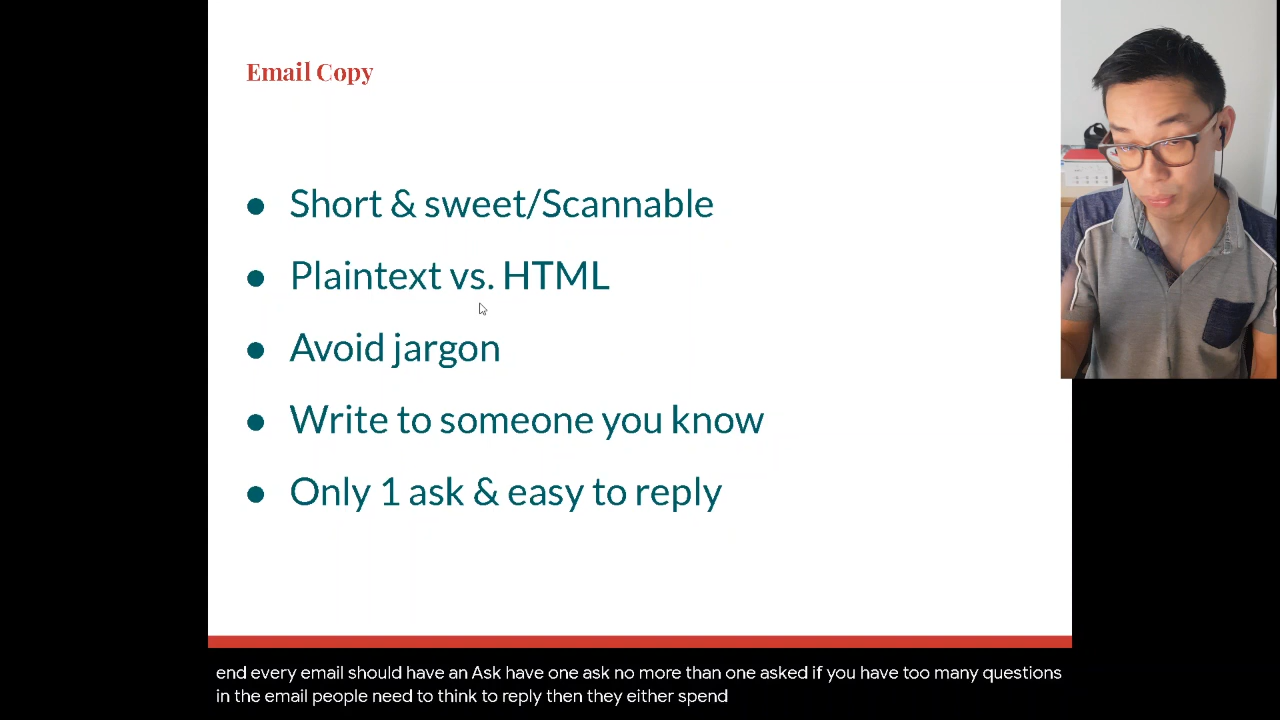 Email Copy
Short & sweet/Scannable
Plaintext vs. HTML
Avoid jargon
Write to someone you know
Only 1 ask & easy to reply
end every email should have an Ask have one ask no more than one asked if you have too many questions
in the email people need to think to reply then they either spend